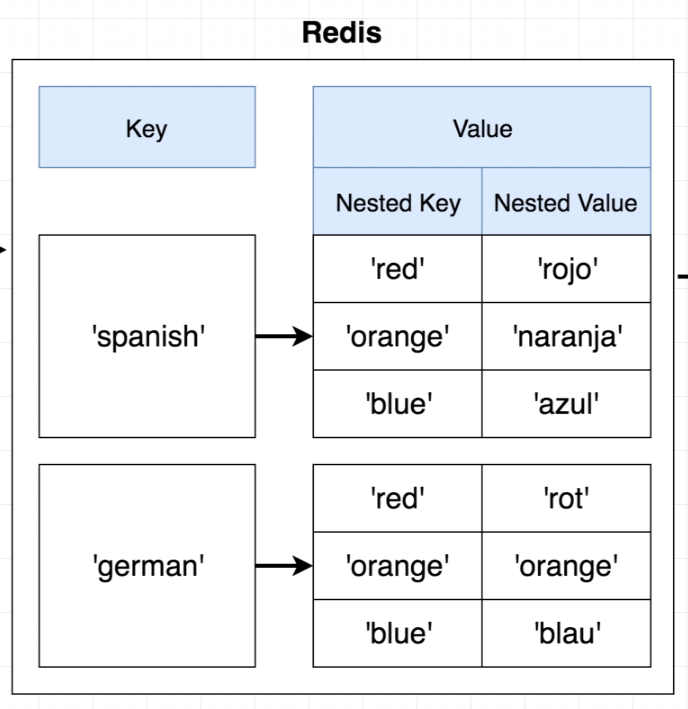 Redis
Key
Value
Nested Key Nested Value
'spanish'
'red' 'rojo'
'orange' 'naranja'
'blue' 'azul'
'german'
'red' 'rot'
'orange' 'orange'
'blue' 'blau'